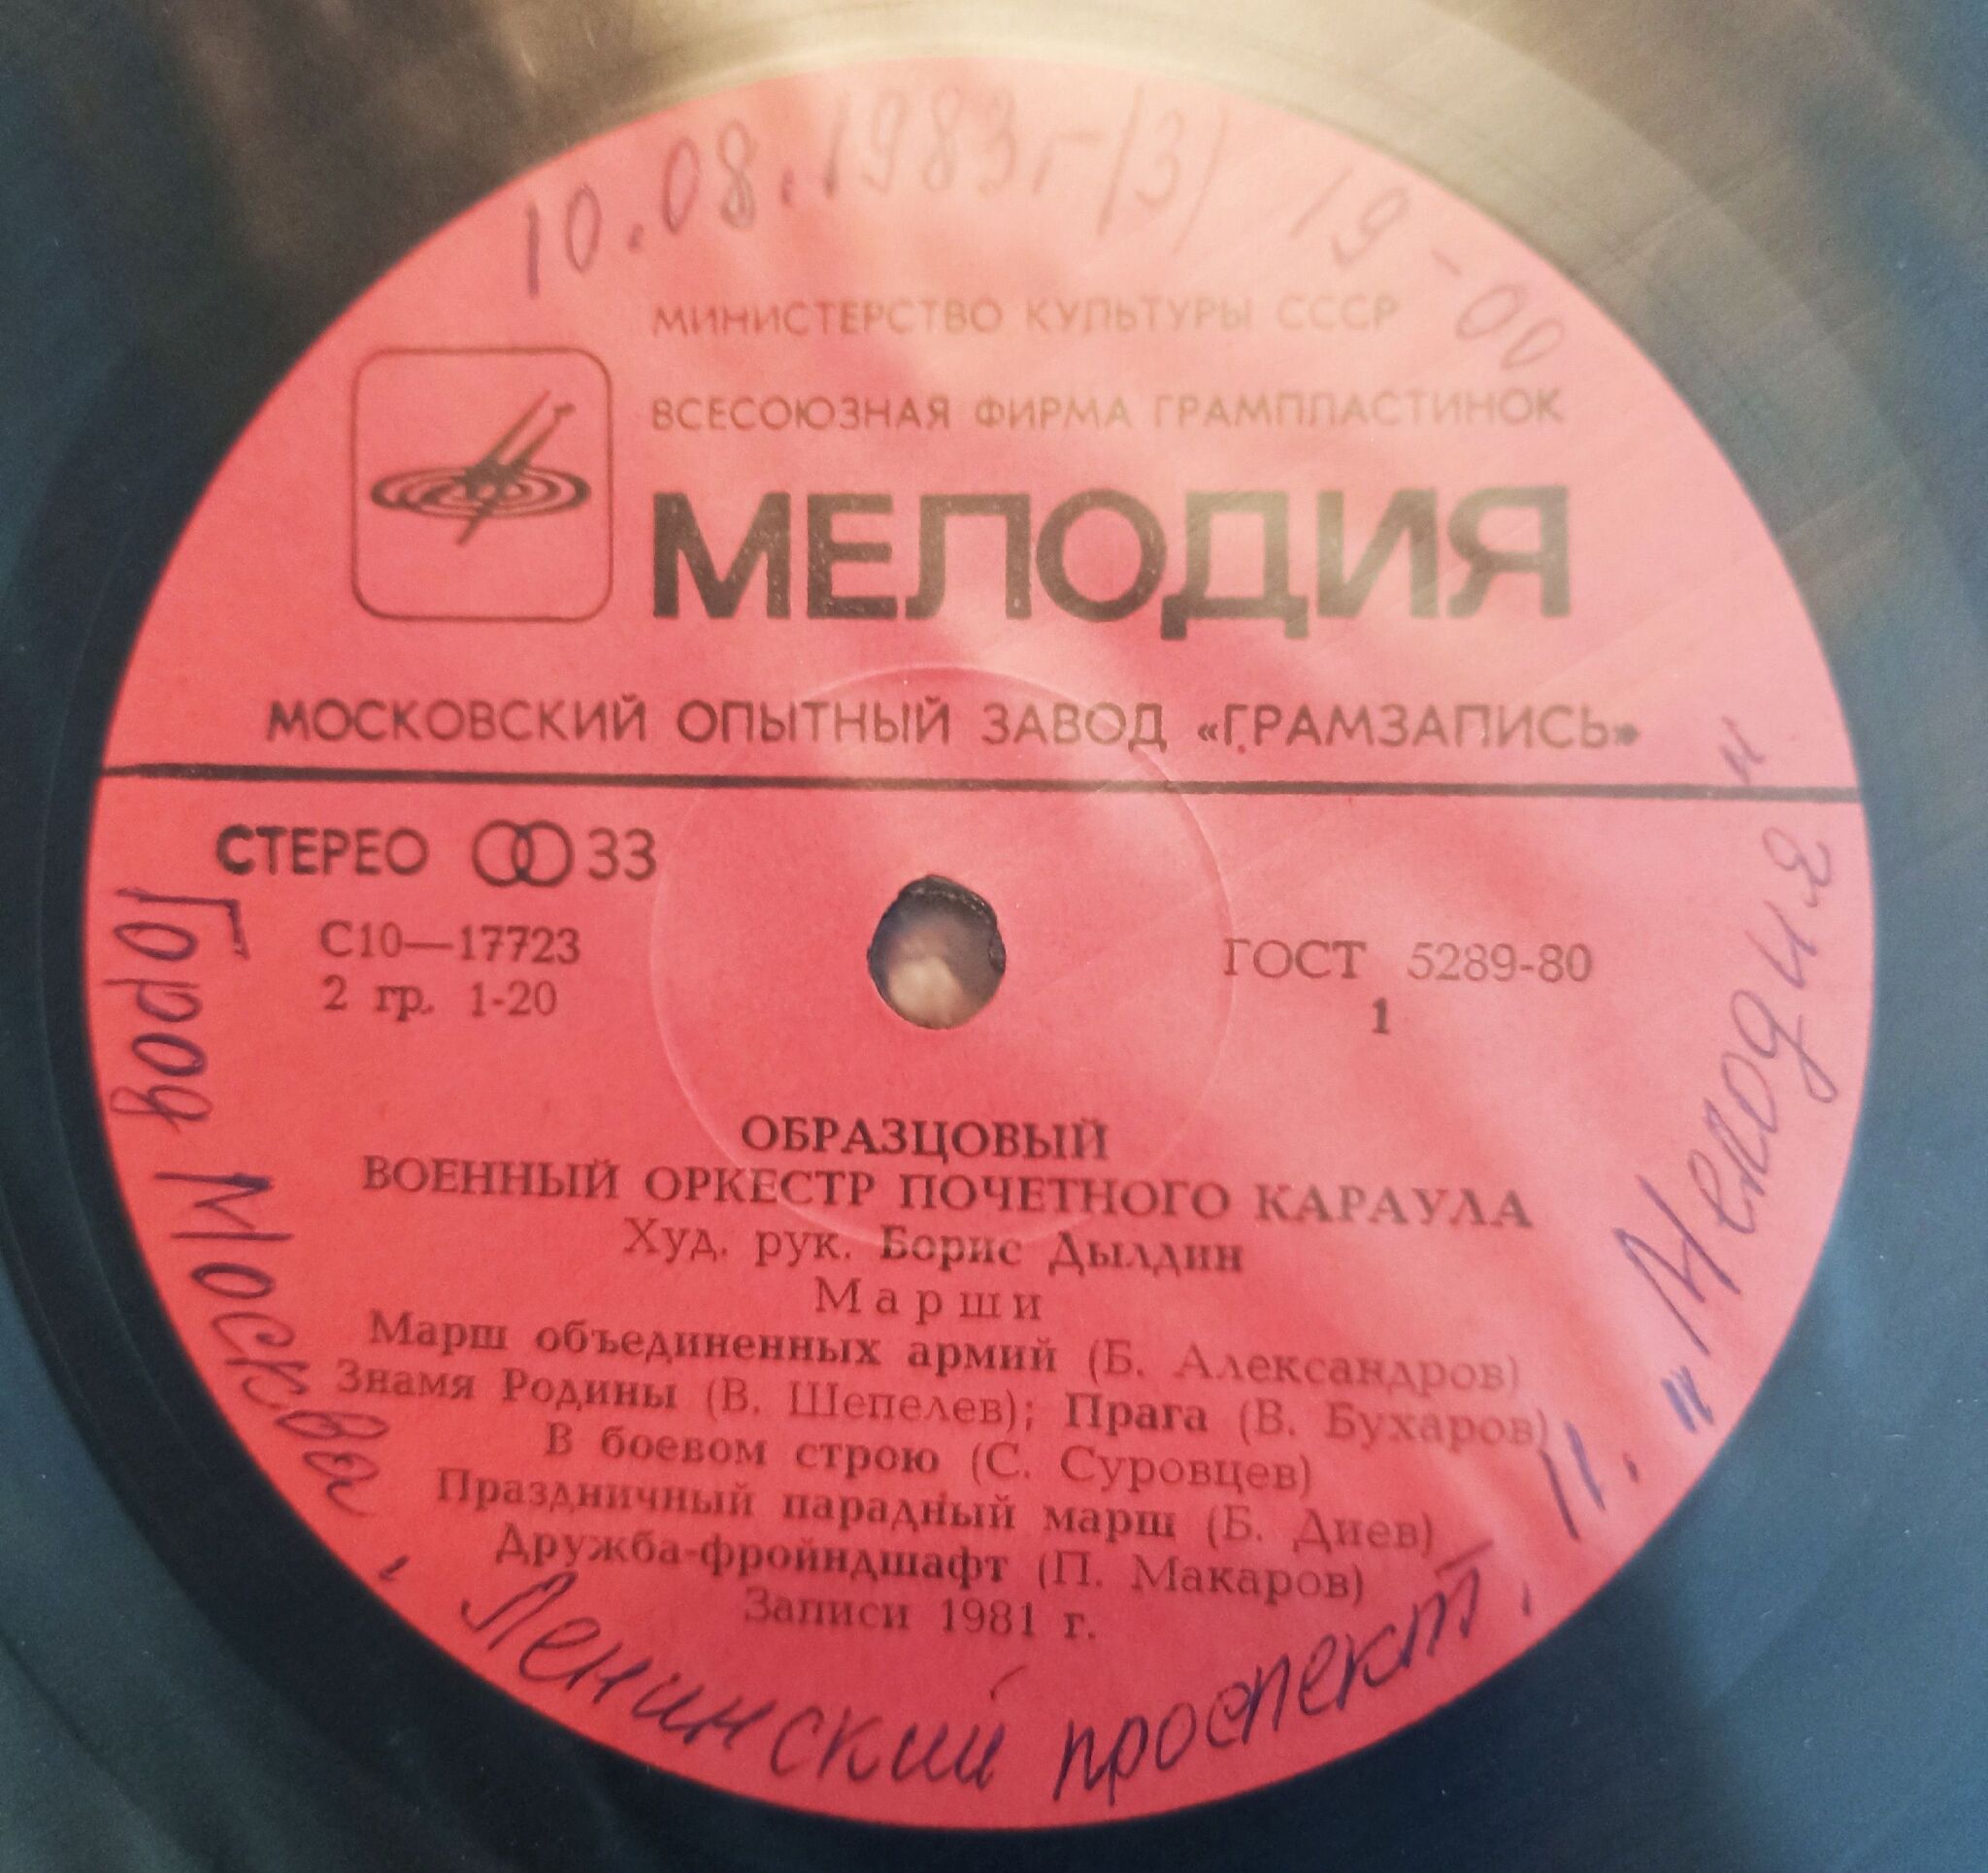 10.08.1983г (3) 19-00
МИНИСТЕРСТВО КУЛЬТУРЫ СССР
ВСЕСОЮЗНАЯ ФИРМА ГРАМПЛАСТИНОК
МЕЛОДИЯ
МОСКОВСКИЙ ОПЫТНЫЙ ЗАВОД «ГРАМЗАПИСЬ»
СТЕРЕО 33
С10—17723
2 гр. 1-20
ГОСТ 5289-80
1
ОБРАЗЦОВЫЙ
ВОЕННЫЙ ОРКЕСТР ПОЧЕТНОГО КАРАУЛА
Худ. рук. Борис Дылдин
Марши
Марш объединенных армий (Б. Александров)
Знамя Родины (В. Шепелев); Прага (В. Бухаров)
В боевом строю (С. Суровцев)
Праздничный парадный марш (Б. Диев)
Дружба-фройндшафт (П. Макаров)
Записи 1981 г.
Город Москва, Ленинский проспект, 11. „Мелодия"